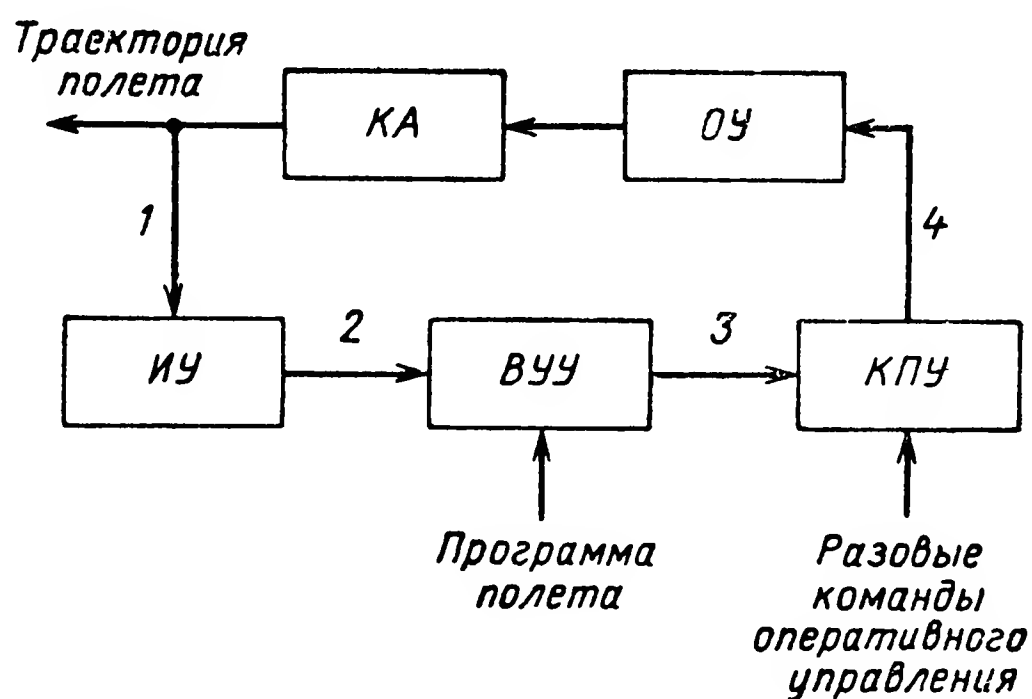 Траектория
полета
КА
ОУ
1
4
ИУ
2
ВУУ
3
КПУ
Программа
полета
Разовые
команды
оперативного
управления